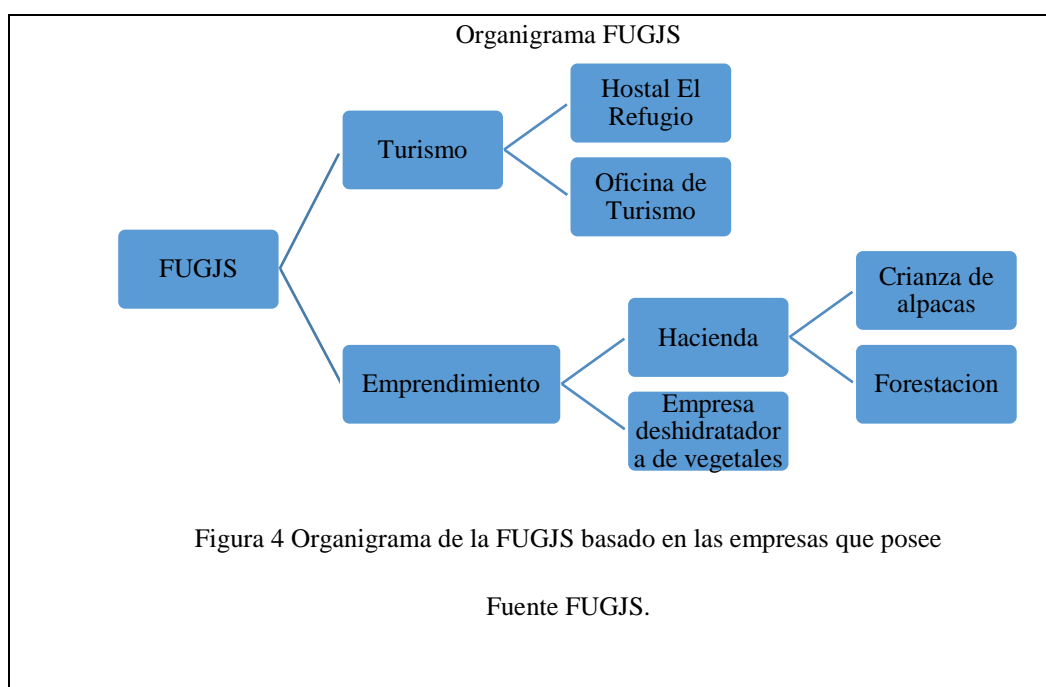 Organigrama FUGJS
Hostal El
Refugio
Turismo
Oficina de
Turismo
FUGJS
Crianza de
alpacas
Hacienda
Emprendimiento
Forestacion
Empresa
deshidratador
a de vegetales
Figura 4 Organigrama de la FUGJS basado en las empresas que posee
Fuente FUGJS.